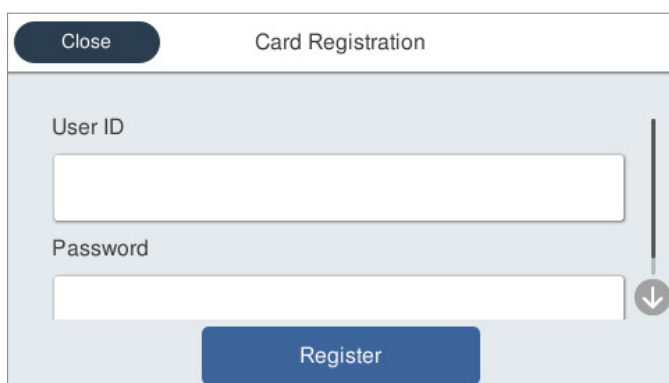 Close
Card Registration
User ID
Password
Register